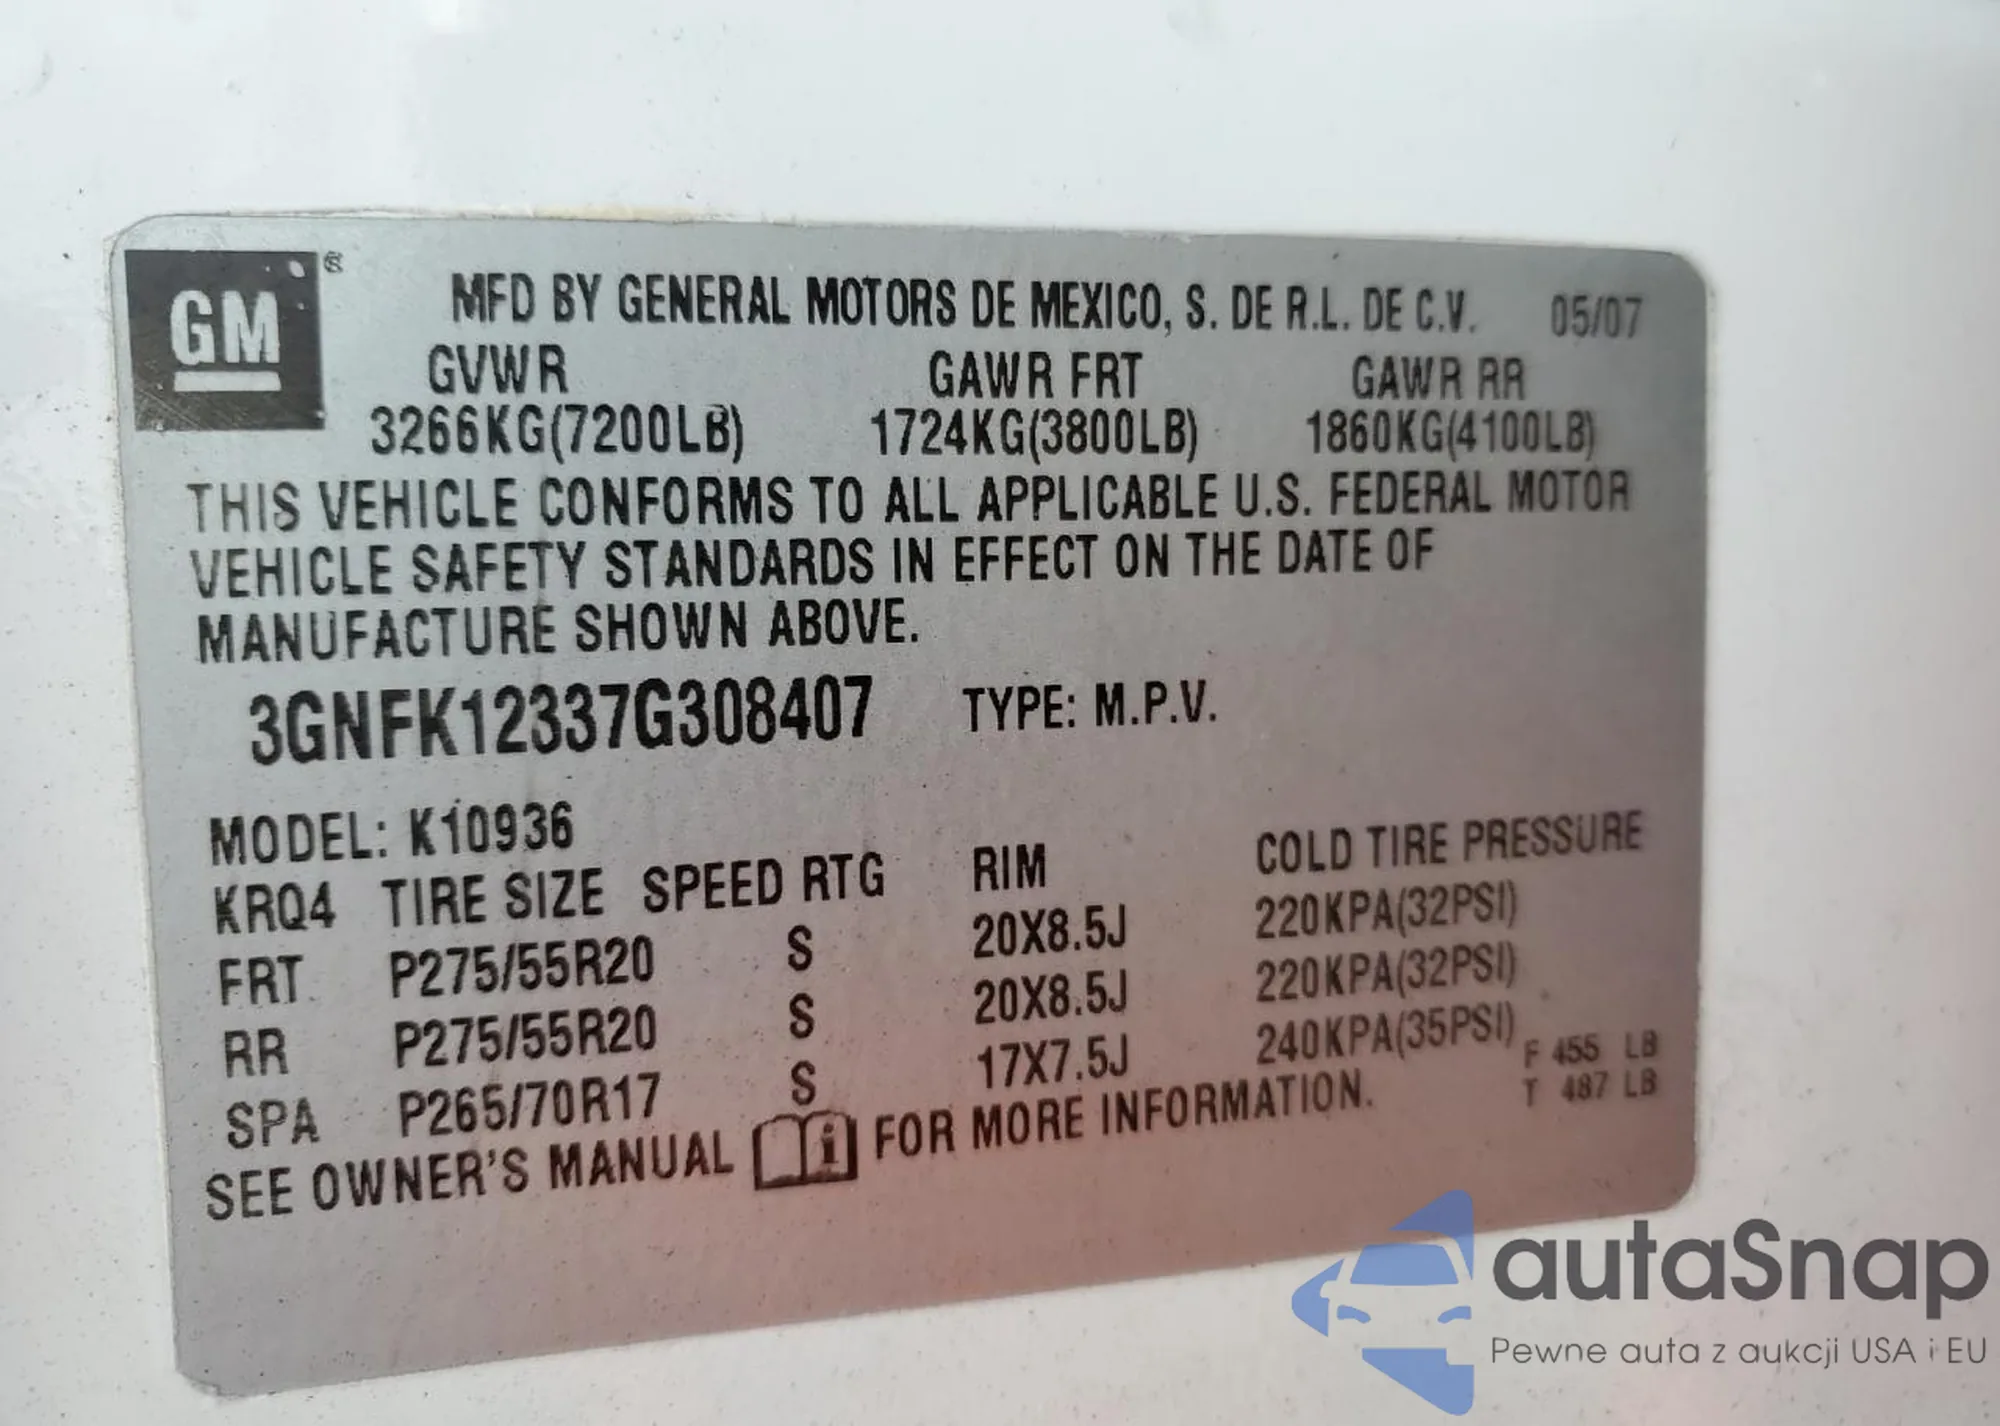 GM ®
MFD BY GENERAL MOTORS DE MEXICO, S. DE R.L. DE C.V. 05/07
GVWR GAWR FRT GAWR RR
3266KG(7200LB) 1724KG(3800LB) 1860KG(4100LB)
THIS VEHICLE CONFORMS TO ALL APPLICABLE U.S. FEDERAL MOTOR
VEHICLE SAFETY STANDARDS IN EFFECT ON THE DATE OF
MANUFACTURE SHOWN ABOVE.
3GNFK12337G308407 TYPE: M.P.V.
MODEL: K10936
KRQ4 TIRE SIZE SPEED RTG RIM COLD TIRE PRESSURE
FRT P275/55R20 S 20X8.5J 220KPA(32PSI)
RR P275/55R20 S 20X8.5J 220KPA(32PSI)
SPA P265/70R17 S 17X7.5J 240KPA(35PSI)
F 455 LB
T 487 LB
SEE OWNER'S MANUAL i FOR MORE INFORMATION.
autaSnap
Pewne auta z aukcji USA i EU